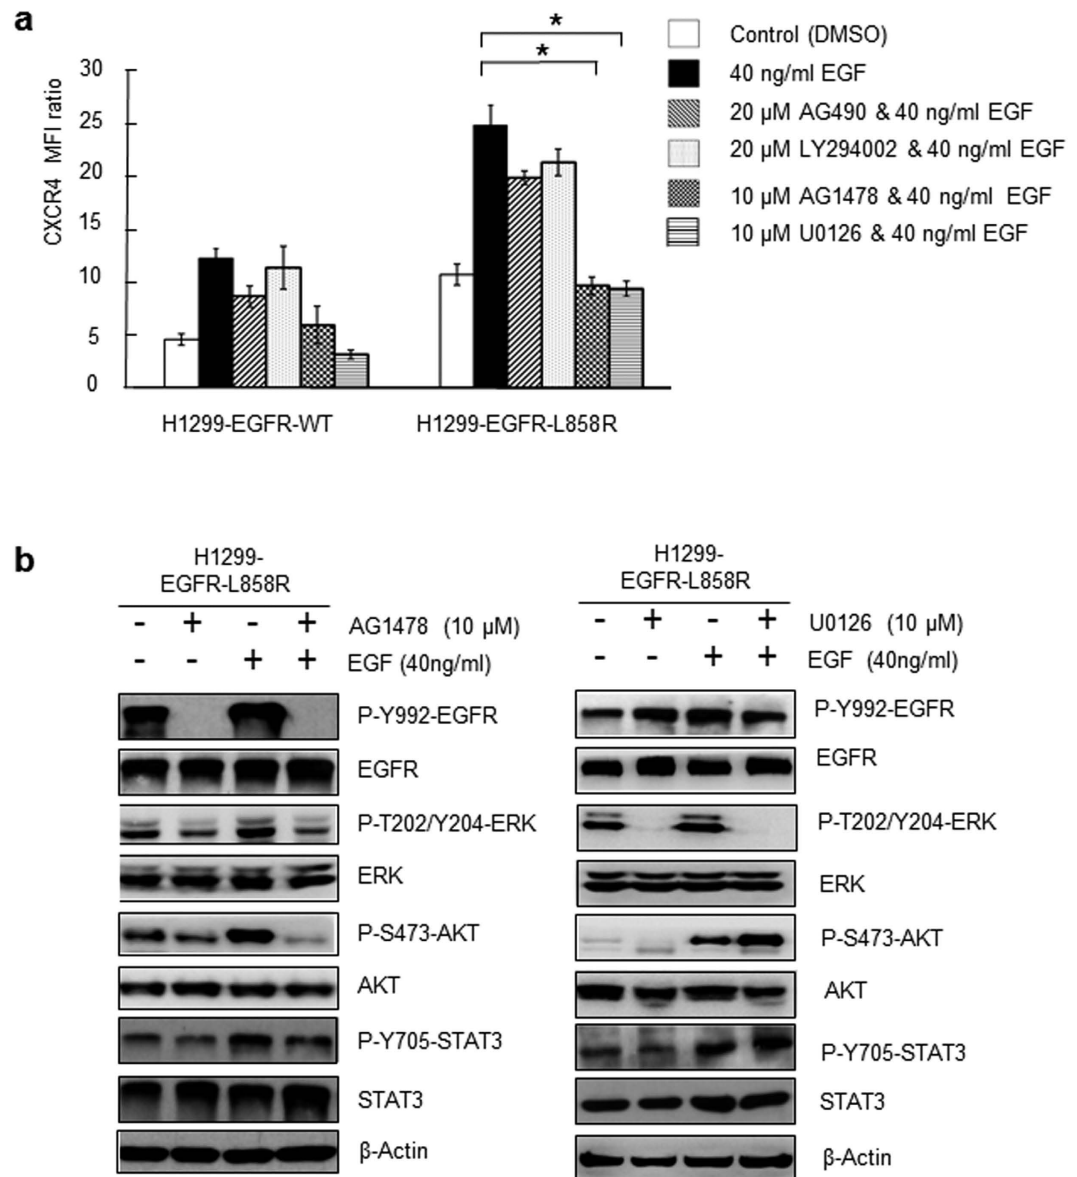 a
* 
*
30
25
20
15
10
5
0
CXCR4 MFI ratio
H1299-EGFR-WT
H1299-EGFR-L858R
Control (DMSO)
40 ng/ml EGF
20 µM AG490 & 40 ng/ml EGF
20 µM LY294002 & 40 ng/ml EGF
10 µM AG1478 & 40 ng/ml EGF
10 µM U0126 & 40 ng/ml EGF
b
H1299-
EGFR-L858R
- + - + AG1478 (10 µM)
- - + + EGF (40ng/ml)
P-Y992-EGFR
EGFR
P-T202/Y204-ERK
ERK
P-S473-AKT
AKT
P-Y705-STAT3
STAT3
β-Actin
H1299-
EGFR-L858R
- + - + U0126 (10 µM)
- - + + EGF (40ng/ml)
P-Y992-EGFR
EGFR
P-T202/Y204-ERK
ERK
P-S473-AKT
AKT
P-Y705-STAT3
STAT3
β-Actin